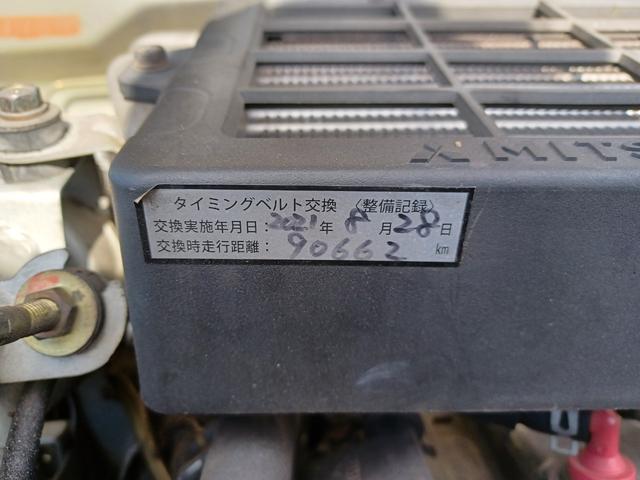 MITS
タイミングベルト交換 〈整備記録〉
交換実施年月日：2021年 8月28日
交換時走行距離： 90662 km